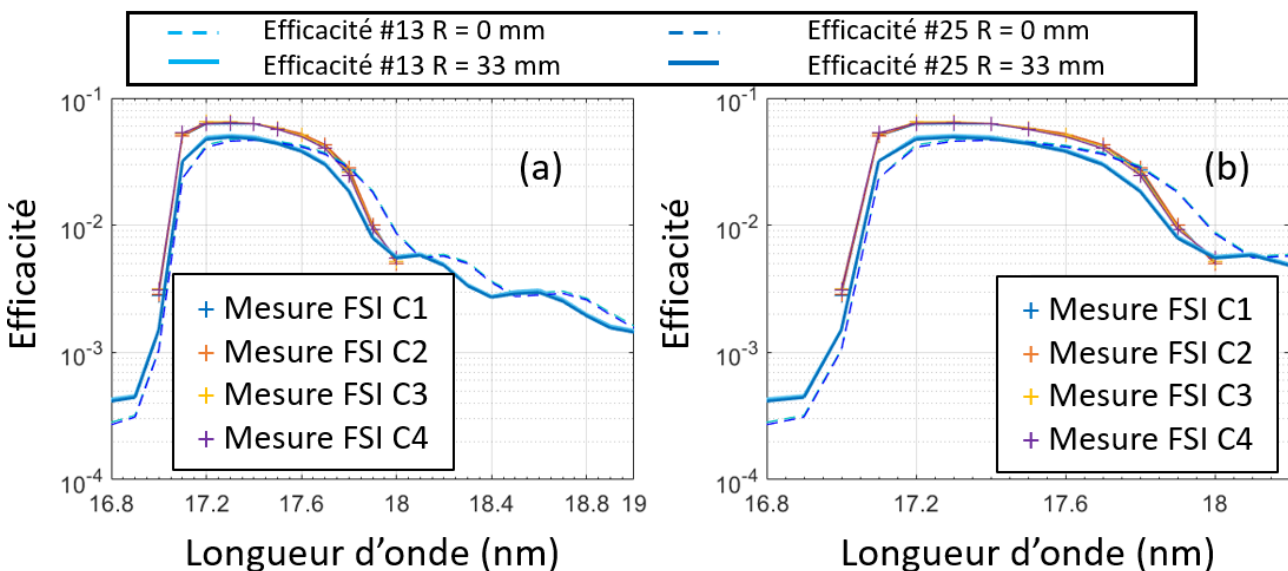 Efficacité #13 R = 0 mm
Efficacité #25 R = 0 mm
Efficacité #13 R = 33 mm
Efficacité #25 R = 33 mm
10-1
10-2
10-3
10-4
Efficacité
(a)
Mesure FSI C1
Mesure FSI C2
Mesure FSI C3
Mesure FSI C4
16.8 17.2 17.6 18 18.4 18.8 19
Longueur d’onde (nm)
10-1
10-2
10-3
10-4
Efficacité
(b)
Mesure FSI C1
Mesure FSI C2
Mesure FSI C3
Mesure FSI C4
16.8 17.2 17.6 18
Longueur d’onde (nm)